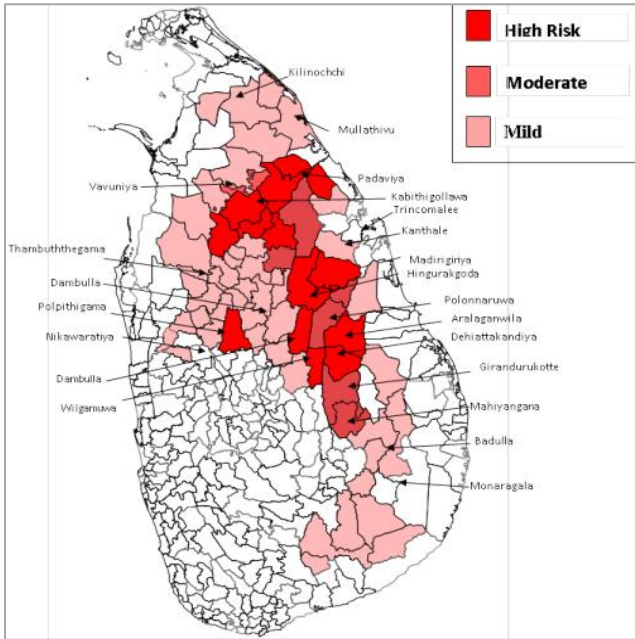 High Risk
Moderate
Mild
Kilinochchi
Mullathivu
Vavuniya
Padaviya
Kabithigollawa
Trincomalee
Kanthale
Thambuththegama
Madirigiriya
Hingurakgoda
Dambulla
Polonnaruwa
Polpithigama
Aralaganwila
Nikawaratiya
Dehiattakandiya
Girandurukotte
Dambulla
Wilgamuwa
Mahiyangana
Badulla
Monaragala